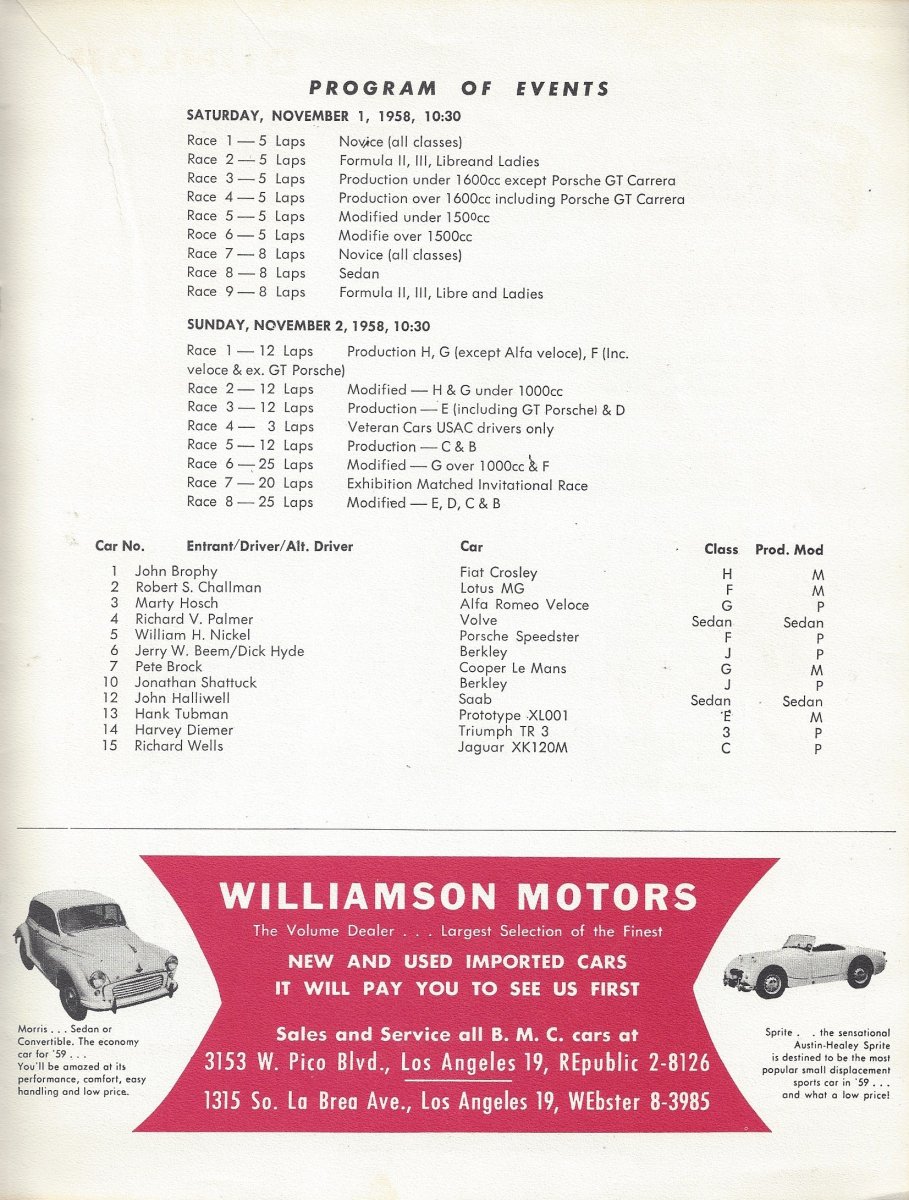 PROGRAM OF EVENTS
SATURDAY, NOVEMBER 1, 1958, 10:30
Race 1 — 5 Laps Novice (all classes)
Race 2 — 5 Laps Formula II, III, Libreand Ladies
Race 3 — 5 Laps Production under 1600cc except Porsche GT Carrera
Race 4 — 5 Laps Production over 1600cc including Porsche GT Carrera
Race 5 — 5 Laps Modified under 1500cc
Roce 6 — 5 Laps Modifie over 1500cc
Race 7 — 8 Laps Novice (all classes)
Race 8 — 8 Laps Sedan
Race 9 — 8 Laps Formula II, III, Libre and Ladies
SUNDAY, NOVEMBER 2, 1958, 10:30
Race 1 — 12 Laps Production H, G (except Alfa veloce), F (Inc.
veloce & ex. GT Porsche)
Race 2 — 12 Laps Modified — H & G under 1000cc
Race 3 — 12 Laps Production — E (including GT Porsche) & D
Race 4 — 3 Laps Veteran Cars USAC drivers only
Race 5 — 12 Laps Production — C & B
Race 6 — 25 Laps Modified — G over 1000cc & F
Race 7 — 20 Laps Exhibition Matched Invitational Race
Race 8 — 25 Laps Modified — E, D, C & B
Car No. Entrant/Driver/Alt. Driver Car Class Prod. Mod
1 John Brophy Fiat Crosley H M
2 Robert S. Challman Lotus MG F M
3 Marty Hosch Alfa Romeo Veloce G P
4 Richard V. Palmer Volve Sedan Sedan
5 William H. Nickel Porsche Speedster F P
6 Jerry W. Beem/Dick Hyde Berkley J P
7 Pete Brock Cooper Le Mans G M
10 Jonathan Shattuck Berkley J P
12 John Halliwell Saab Sedan Sedan
13 Hank Tubman Prototype XL001 E M
14 Harvey Diemer Triumph TR 3 3 P
15 Richard Wells Jaguar XK120M C P
WILLIAMSON MOTORS
The Volume Dealer . . . Largest Selection of the Finest
NEW AND USED IMPORTED CARS
IT WILL PAY YOU TO SEE US FIRST
Sales and Service all B. M. C. cars at
3153 W. Pico Blvd., Los Angeles 19, REpublic 2-8126
1315 So. La Brea Ave., Los Angeles 19, WEbster 8-3985
Morris . . . Sedan or
Convertible. The economy
car for '59 . . .
You'll be amazed at its
performance, comfort, easy
handling and low price.
Sprite . . the sensational
Austin-Healey Sprite
is destined to be the most
popular small displacement
sports car in '59 . . .
and what a low price!